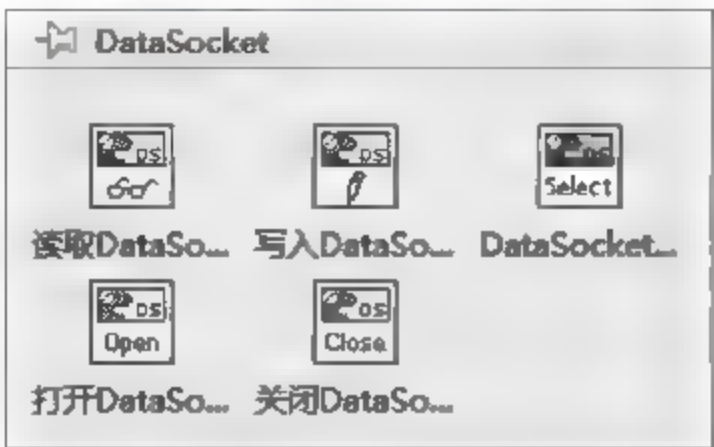 DataSocket
DS DS DS
Select
读取DataSo... 写入DataSo... DataSocket...
DS DS
Open Close
打开DataSo... 关闭DataSo...